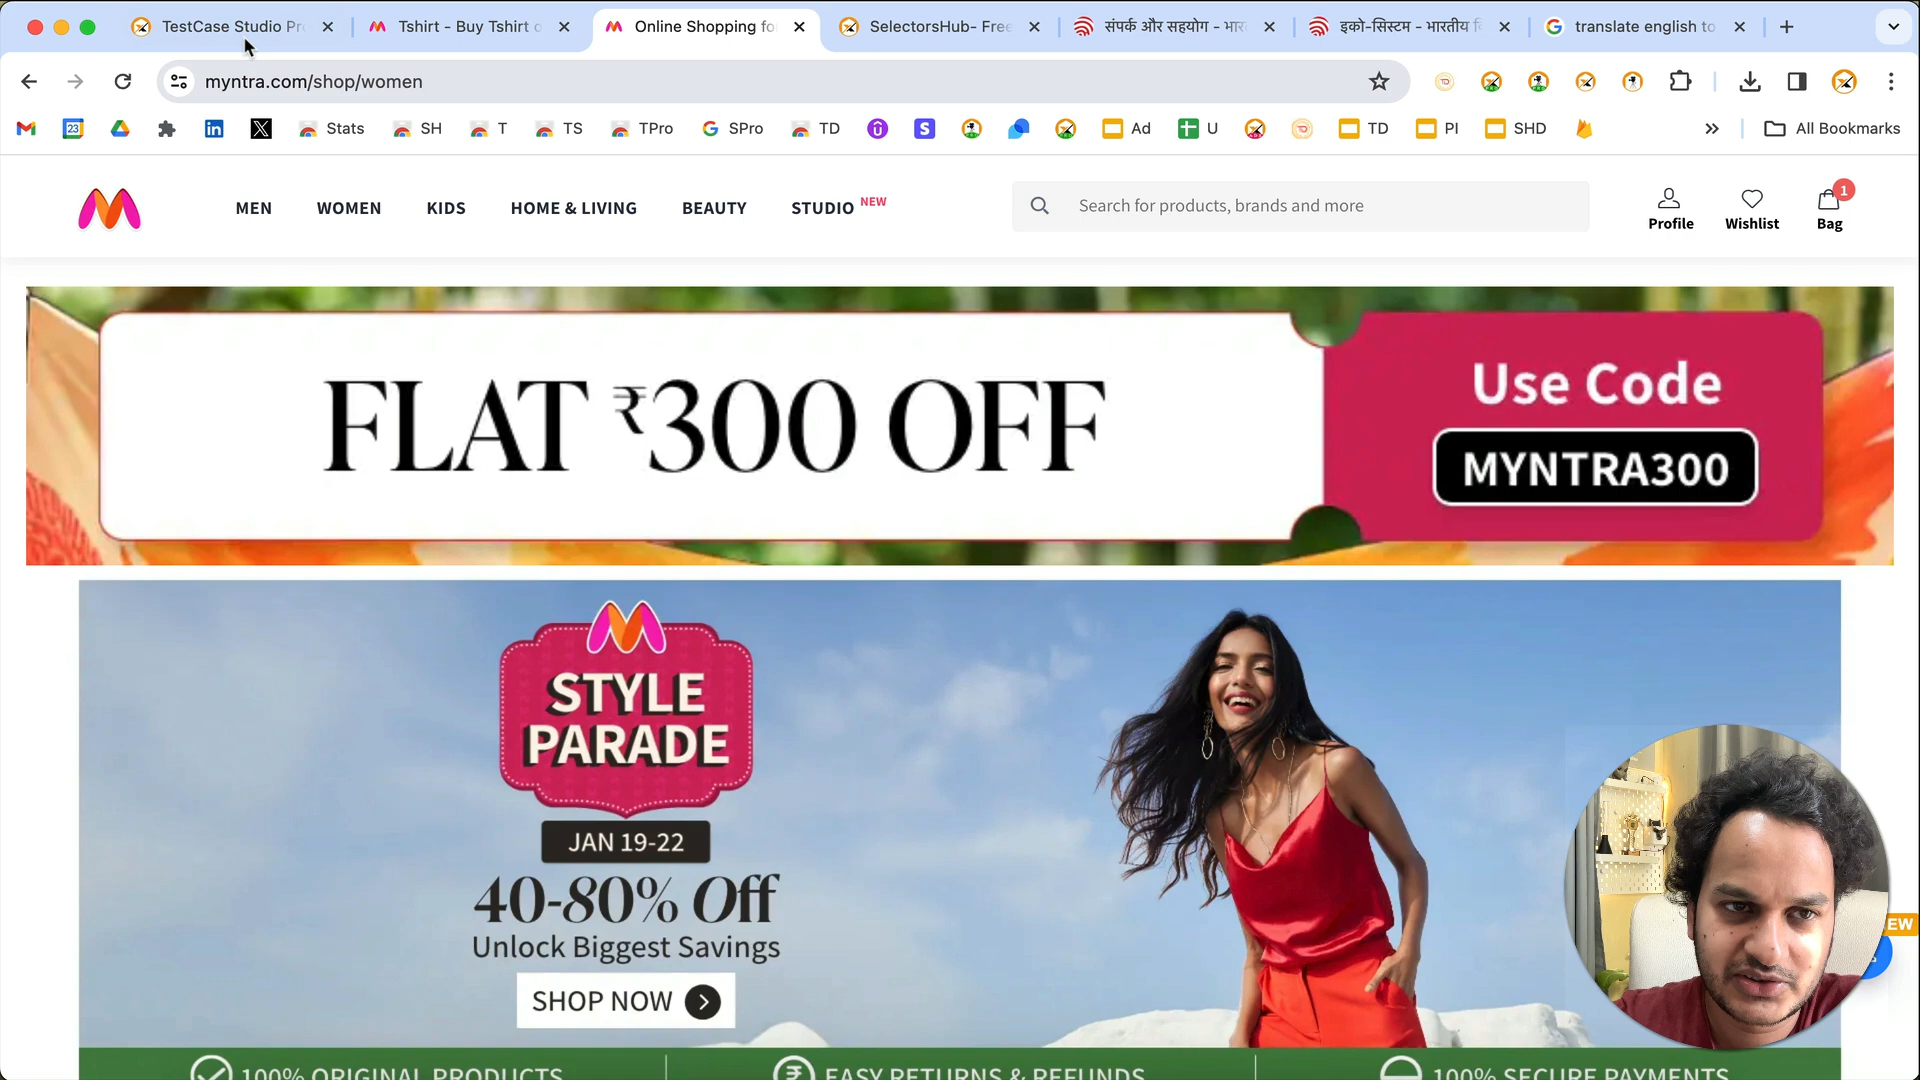 TestCase Studio Pr
Tshirt - Buy Tshirt o
Online Shopping fo
SelectorsHub- Free
संपर्क और सहयोग - भार
इको-सिस्टम - भारतीय वि
translate english to
myntra.com/shop/women
Stats
SH
T
TS
TPro
SPro
TD
Ad
U
TD
PI
SHD
All Bookmarks
MEN
WOMEN
KIDS
HOME & LIVING
BEAUTY
STUDIO NEW
Search for products, brands and more
Profile
Wishlist
1
Bag
FLAT ₹300 OFF
Use Code
MYNTRA300
STYLE
PARADE
JAN 19-22
40-80% Off
Unlock Biggest Savings
SHOP NOW
EW
100% ORIGINAL PRODUCTS
EASY RETURNS & REFUNDS
100% SECURE PAYMENTS